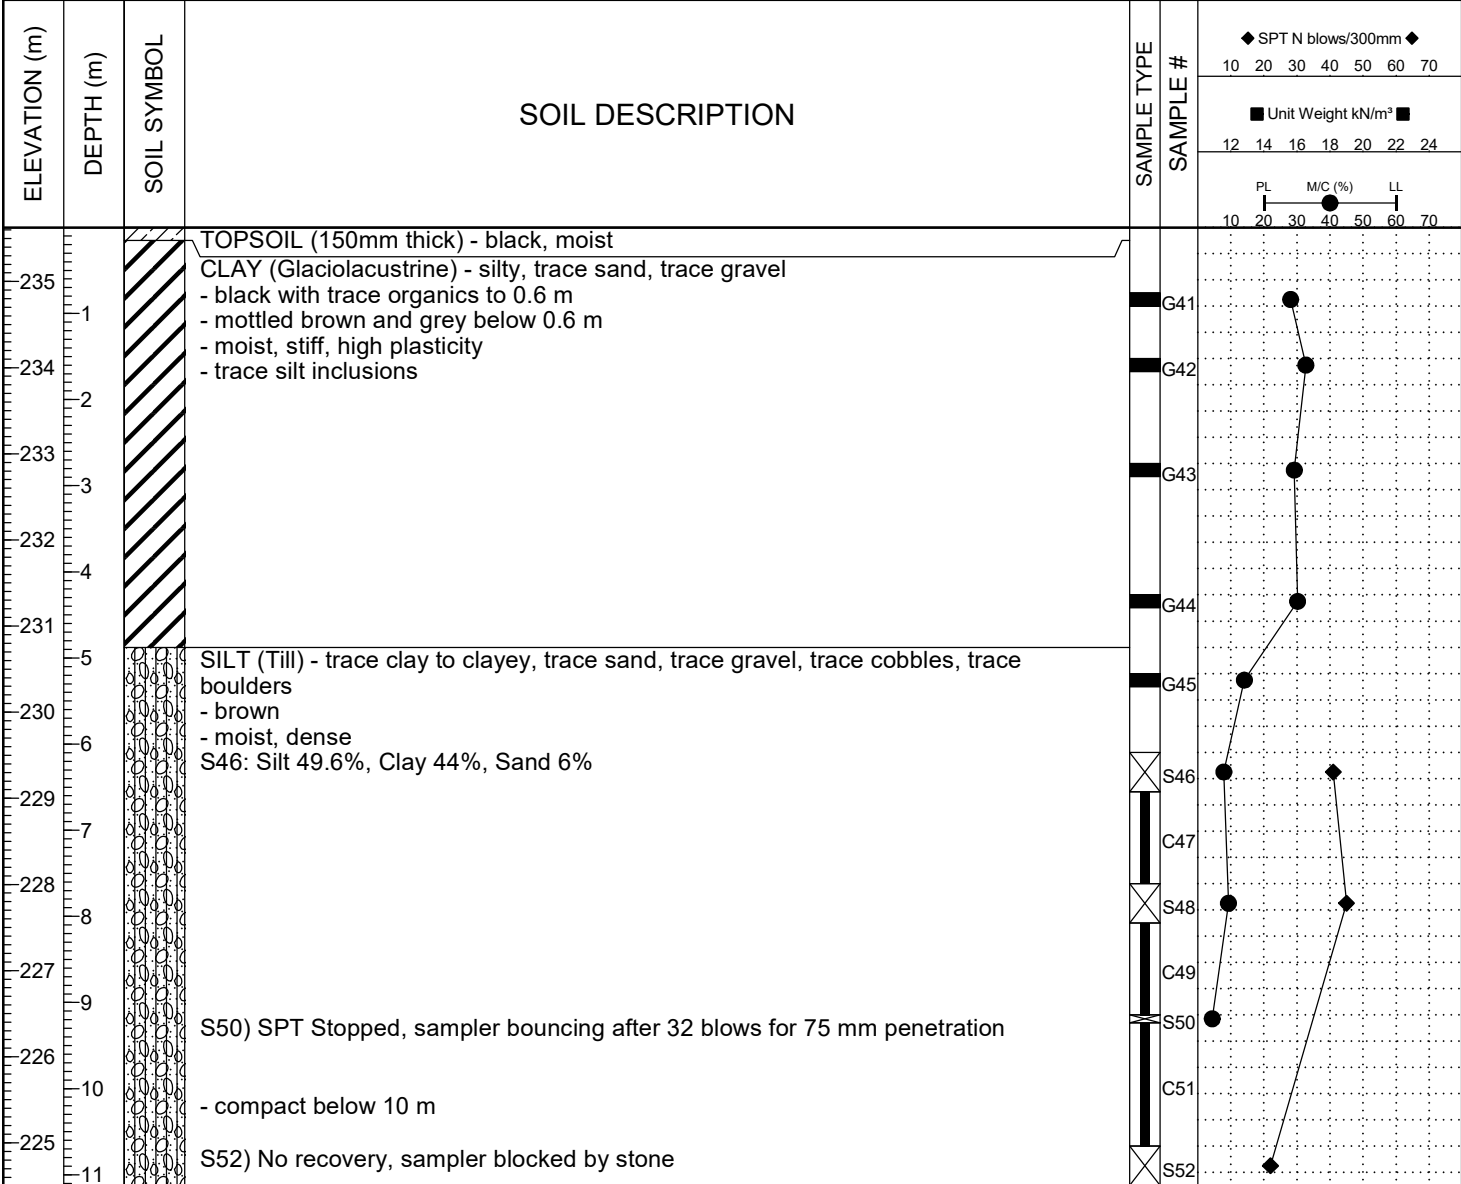 ELEVATION (m)
DEPTH (m)
SOIL SYMBOL
SOIL DESCRIPTION
SAMPLE TYPE
SAMPLE #
◆ SPT N blows/300mm ◆
10 20 30 40 50 60 70
■ Unit Weight kN/m³ ■
12 14 16 18 20 22 24
PL M/C (%) LL
10 20 30 40 50 60 70
TOPSOIL (150mm thick) - black, moist
CLAY (Glaciolacustrine) - silty, trace sand, trace gravel
- black with trace organics to 0.6 m
- mottled brown and grey below 0.6 m
- moist, stiff, high plasticity
- trace silt inclusions
SILT (Till) - trace clay to clayey, trace sand, trace gravel, trace cobbles, trace
boulders
- brown
- moist, dense
S46: Silt 49.6%, Clay 44%, Sand 6%
S50) SPT Stopped, sampler bouncing after 32 blows for 75 mm penetration
- compact below 10 m
S52) No recovery, sampler blocked by stone
235
234
233
232
231
230
229
228
227
226
225
1
2
3
4
5
6
7
8
9
10
11
G41
G42
G43
G44
G45
S46
C47
S48
C49
S50
C51
S52